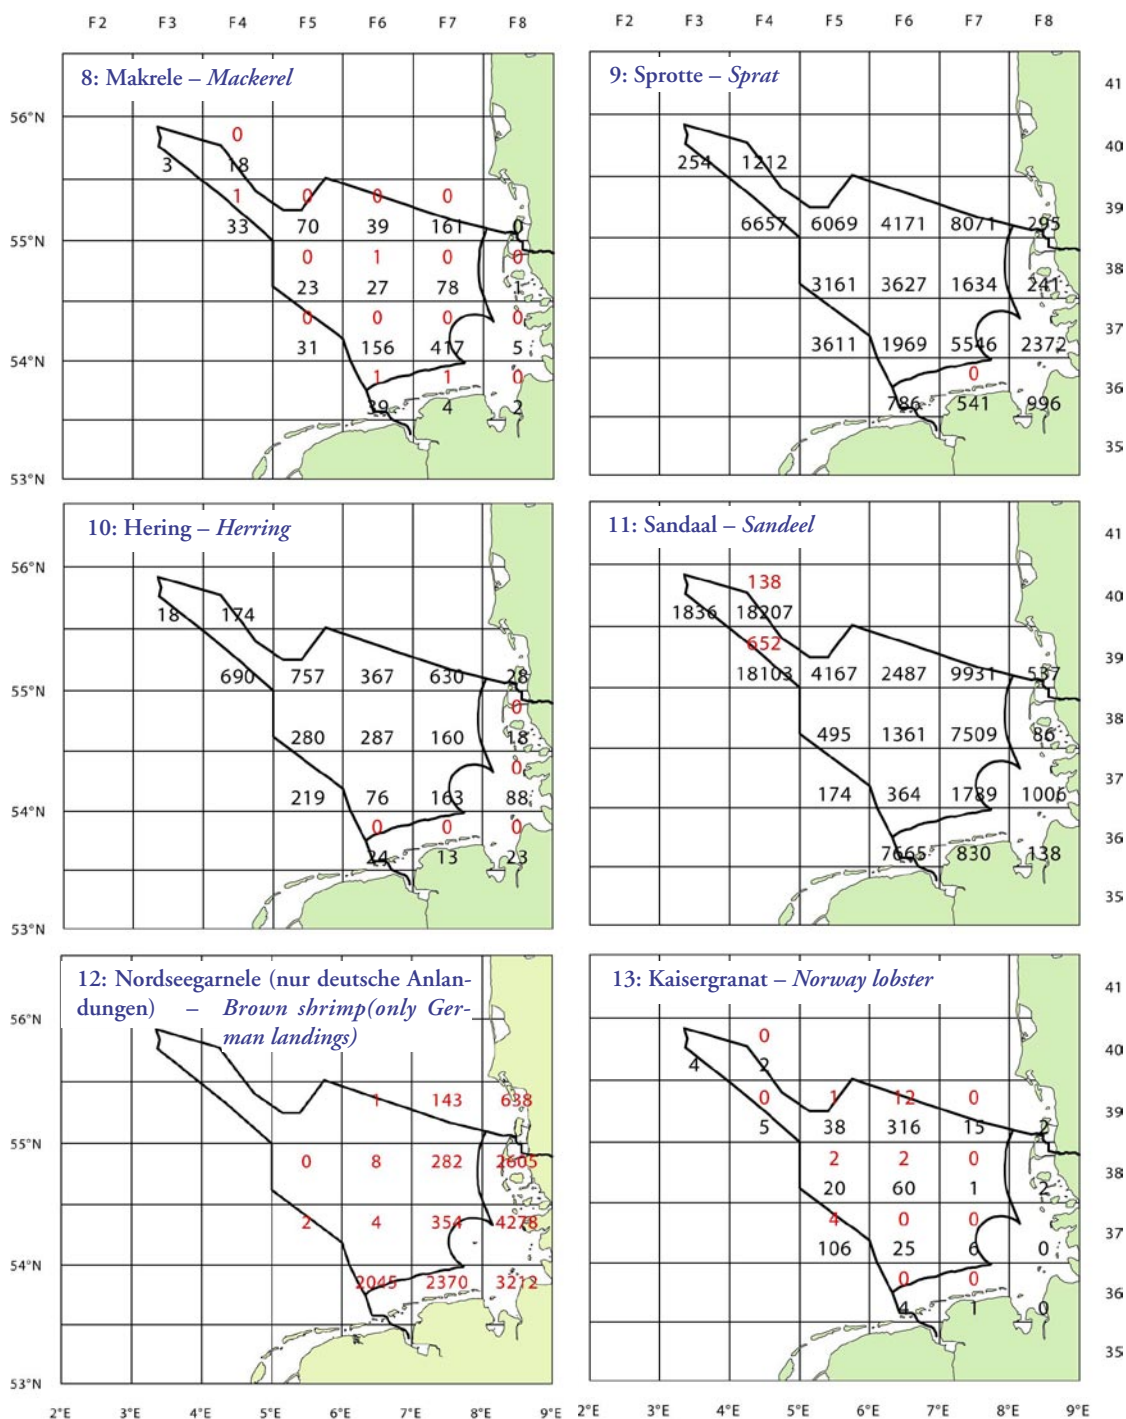 F2 F3 F4 F5 F6 F7 F8 F2 F3 F4 F5 F6 F7 F8
8: Makrele – Mackerel
56°N
0
3 18
1 0 0 0
33 70 39 161 0
55°N
0 1 0 0
23 27 78 1
0 0 0 0
31 156 417 5
54°N
1 1 0
39 4 2
53°N
9: Sprotte – Sprat
41
40
254 1212
39
6657 6069 4171 8071 295
38
3161 3627 1634 241
37
3611 1969 5546 2372
0
36
786 541 996
35
10: Hering – Herring
56°N
18 174
690 757 367 630 28
55°N
0
280 287 160 18
0
219 76 163 88
54°N
0 0 0
24 13 23
53°N
11: Sandaal – Sandeel
41
138
40
1836 18207
652
39
18103 4167 2487 9931 537
38
495 1361 7509 86
37
174 364 1789 1006
36
7665 830 138
35
12: Nordseegarnele (nur deutsche Anlan-
dungen) – Brown shrimp(only Ger-
man landings)
56°N
1 143 638
55°N
0 8 282 2605
2 4 354 4278
54°N
2045 2370 3212
53°N
2°E 3°E 4°E 5°E 6°E 7°E 8°E 9°E
13: Kaisergranat – Norway lobster
41
0
40
4 2
0 1 12 0
39
5 38 316 15 2
38
2 2 0
20 60 1 2
4 0 0
37
106 25 6 0
0 0
36
4 1 0
35
2°E 3°E 4°E 5°E 6°E 7°E 8°E 9°E